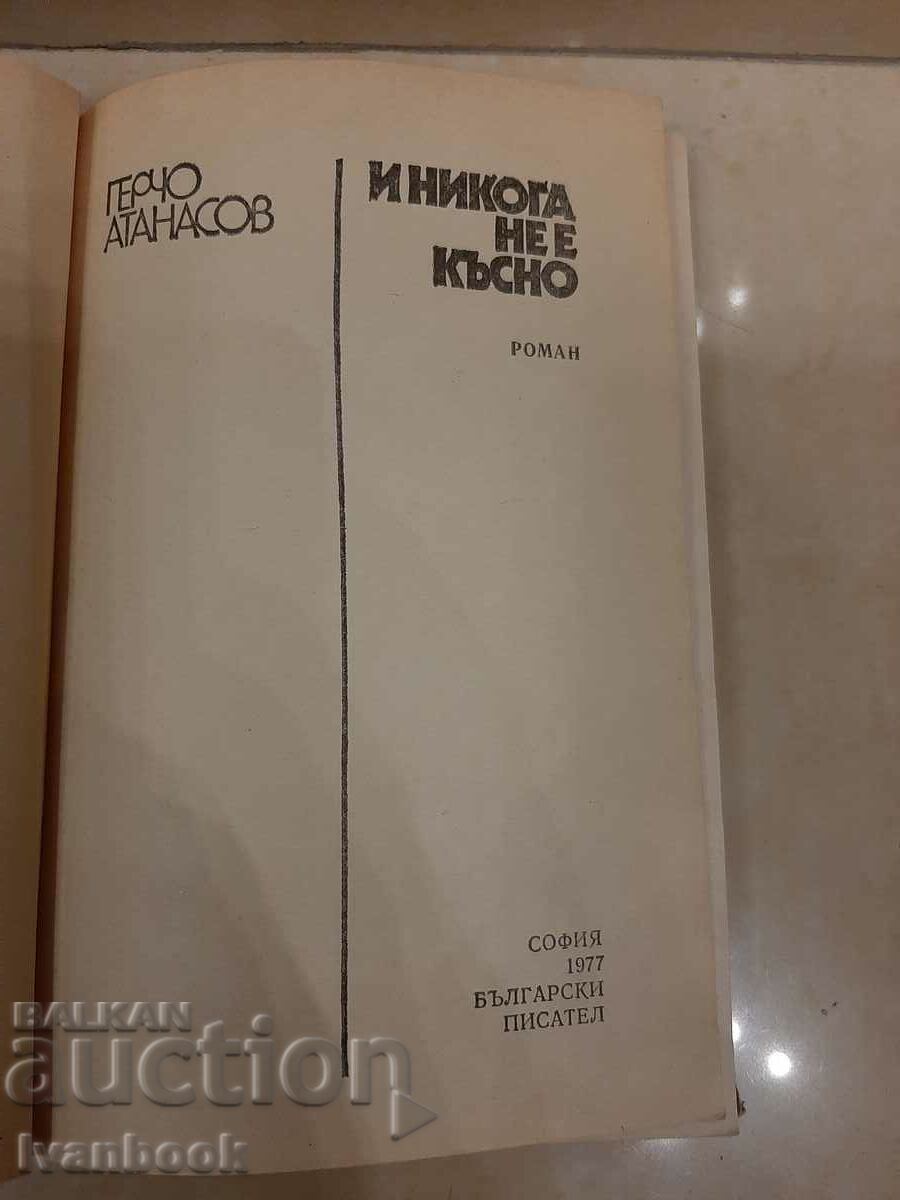 ГЕРЧО
АТАНАСОВ
И НИКОГА
НЕ Е
КЪСНО
РОМАН
СОФИЯ
1977
БЪЛГАРСКИ
ПИСАТЕЛ
BALKAN
auction
Ivanbook